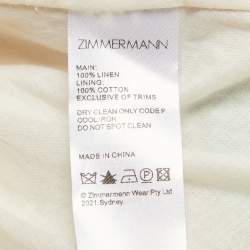 ZIMMERMANN
MAIN:
100% LINEN
LINING:
100% COTTON
EXCLUSIVE OF TRIMS
DRY CLEAN ONLY CODE P
COOL IRON
DO NOT SPOT CLEAN
MADE IN CHINA
© Zimmermann Wear Pty Ltd
2021, Sydney.